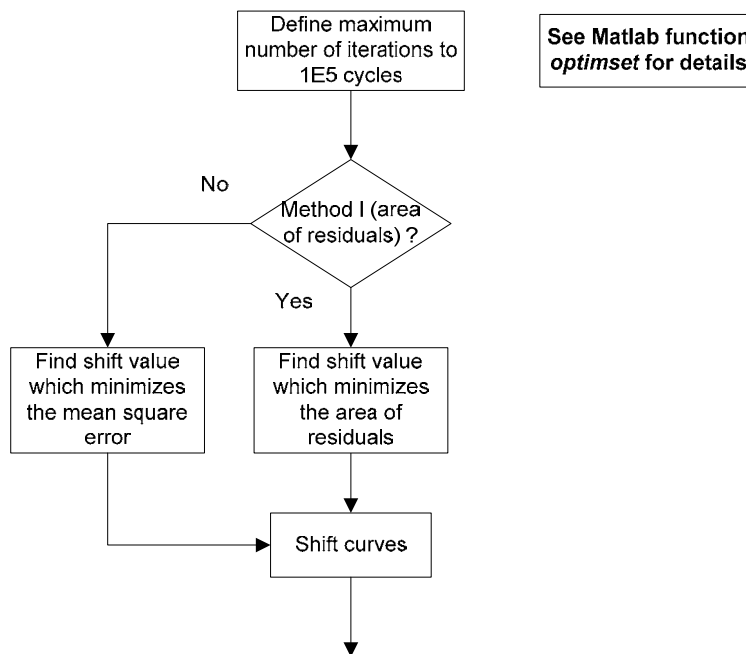 Define maximum
number of iterations to
1E5 cycles
See Matlab function
optimset for details
No
Method I (area
of residuals) ?
Yes
Find shift value
which minimizes
the mean square
error
Find shift value
which minimizes
the area of
residuals
Shift curves